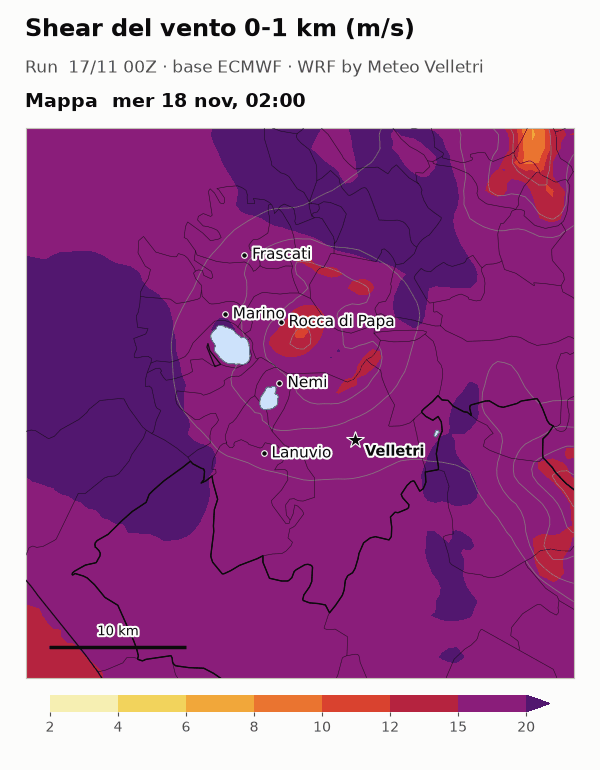 Shear del vento 0-1 km (m/s)
Run 17/11 00Z · base ECMWF · WRF by Meteo Velletri
Mappa mer 18 nov, 02:00
Frascati
Marino
Rocca di Papa
Nemi
Velletri
Lanuvio
10 km
2 4 6 8 10 12 15 20